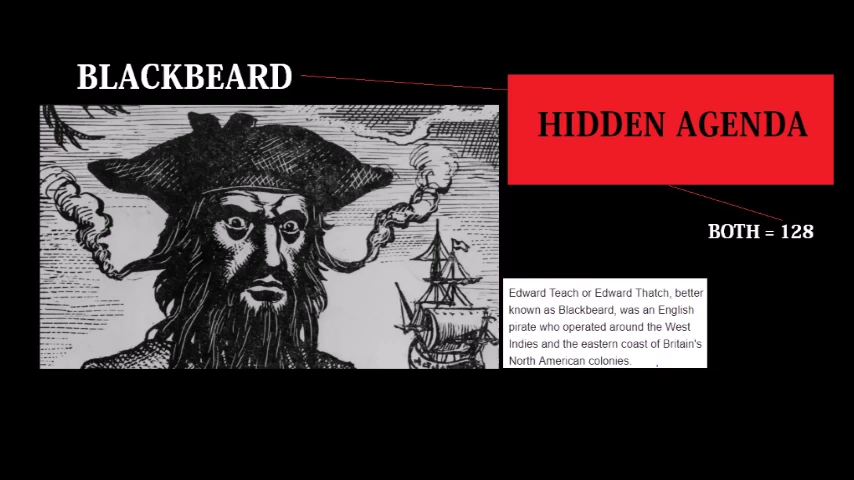 BLACKBEARD
HIDDEN AGENDA
BOTH = 128
Edward Teach or Edward Thatch, better
known as Blackbeard, was an English
pirate who operated around the West
Indies and the eastern coast of Britain's
North American colonies.